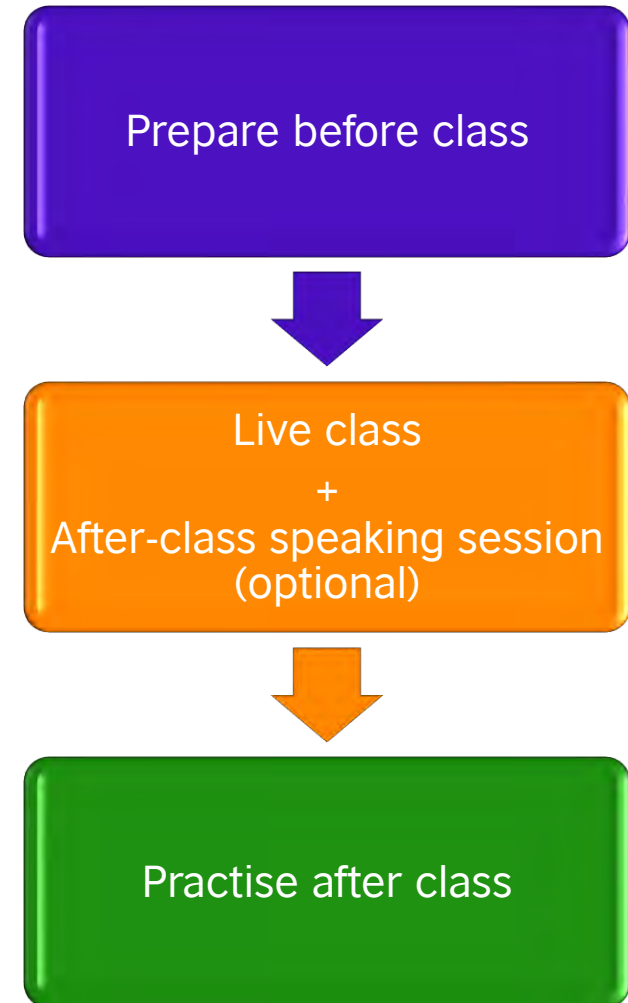 Prepare before class
Live class
+
After-class speaking session
(optional)
Practise after class